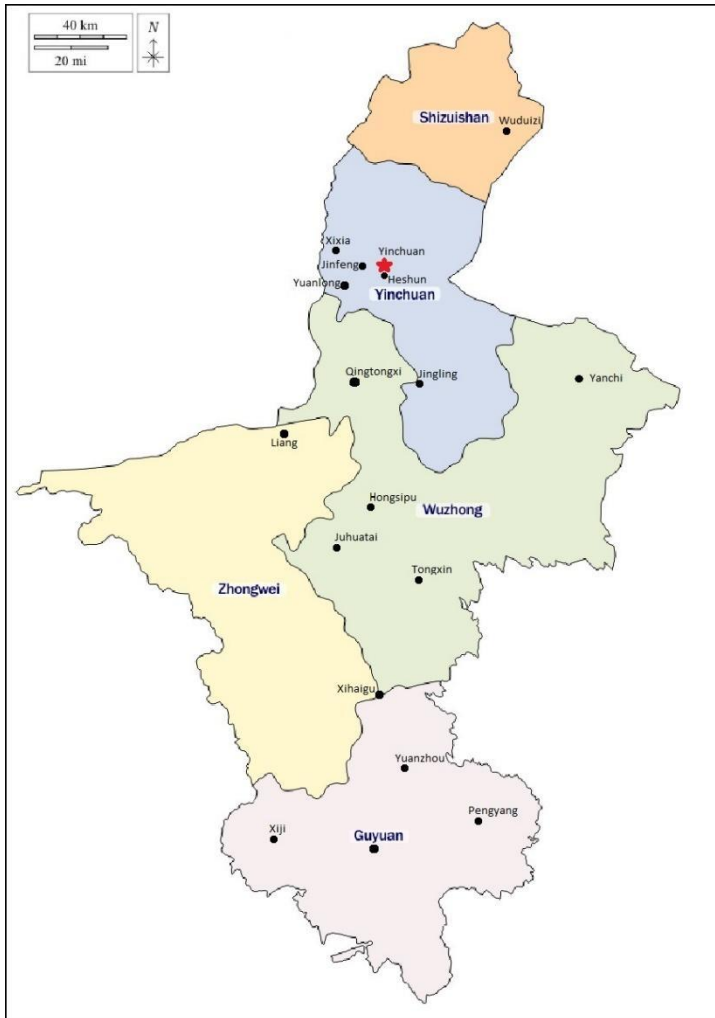 40 km
20 mi
N
Shizuishan
Wuduizi
Xixia
Yinchuan
Jinfeng
Heshun
Yuanlong
Yinchuan
Qingtongxi
Jingling
Yanchi
Liang
Hongsipu
Wuzhong
Juhuatai
Tongxin
Zhongwei
Xihaigu
Yuanzhou
Pengyang
Xiji
Guyuan